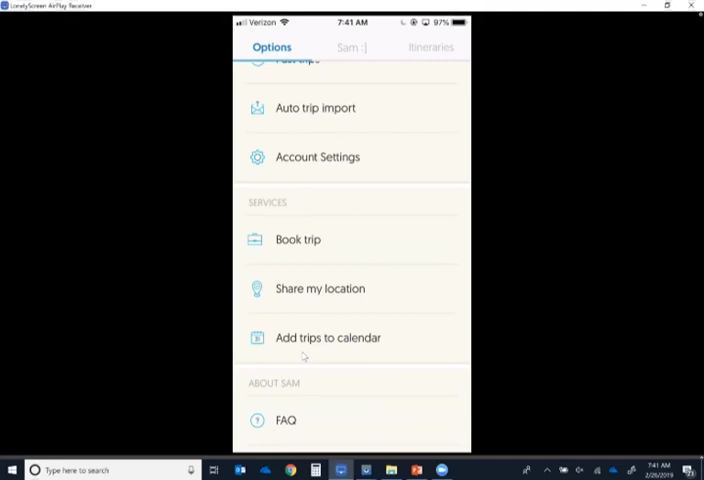 LonelyScreen AirPlay Receiver
Verizon 7:41 AM 97%
Options Sam :] Itineraries
Past trips
Auto trip import
Account Settings
SERVICES
Book trip
Share my location
Add trips to calendar
ABOUT SAM
FAQ
Type here to search
7:41 AM
2/26/2019